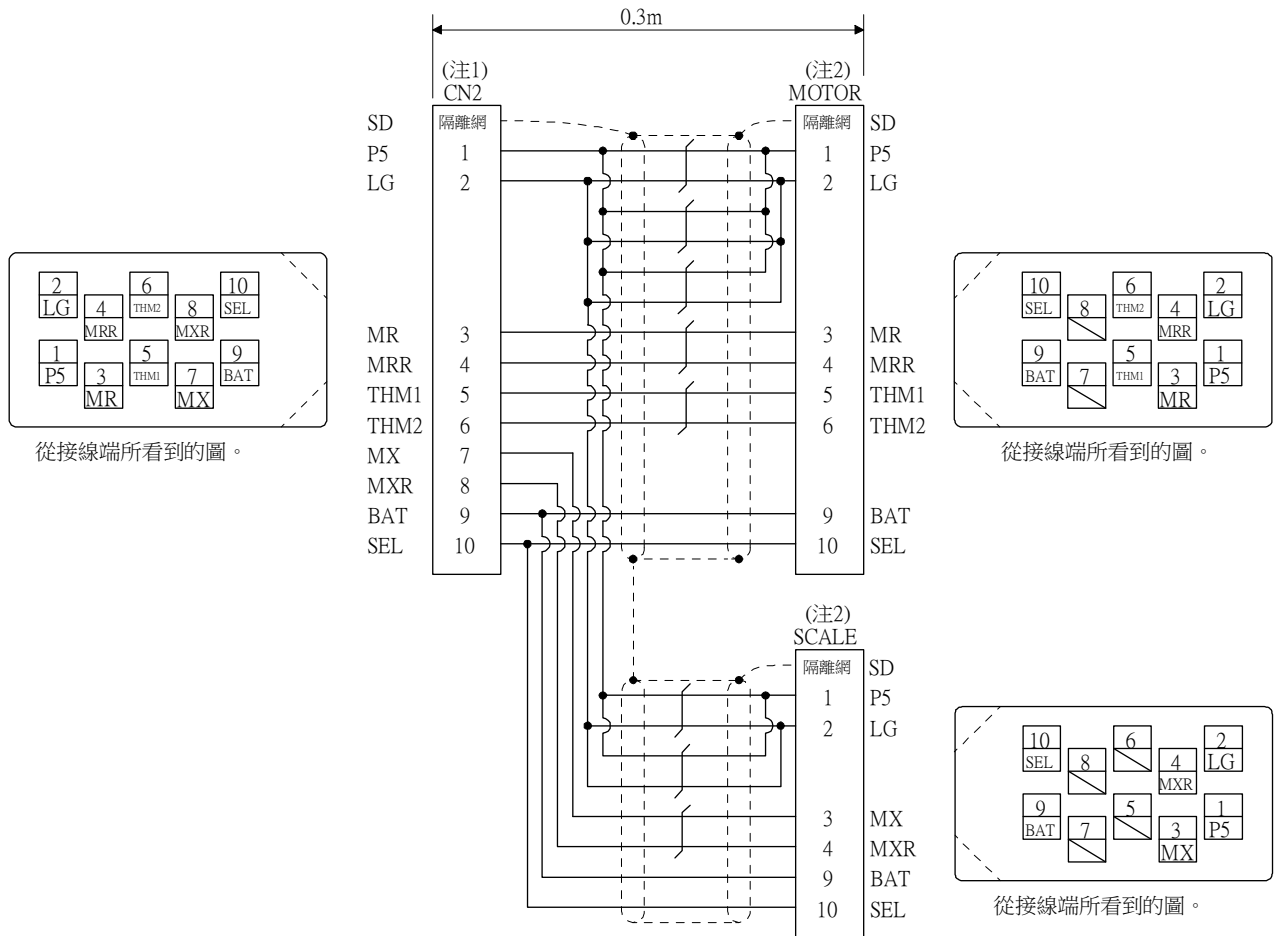 0.3m
(注1)
CN2
(注2)
MOTOR
SD 隔離網 隔離網 SD
P5 1 1 P5
LG 2 2 LG
MR 3 3 MR
MRR 4 4 MRR
THM1 5 5 THM1
THM2 6 6 THM2
MX 7
MXR 8
BAT 9 9 BAT
SEL 10 10 SEL
2 6 10
LG 4 THM2 8 SEL
MRR MXR
1 5 9
P5 3 THM1 7 BAT
MR MX
從接線端所看到的圖。
10 6 2
SEL 8 THM2 4 LG
MRR
9 5 1
BAT 7 THM1 3 P5
MR
從接線端所看到的圖。
(注2)
SCALE
隔離網 SD
1 P5
2 LG
3 MX
4 MXR
9 BAT
10 SEL
10 6 2
SEL 8 4 LG
MXR
9 5 1
BAT 7 3 P5
MX
從接線端所看到的圖。